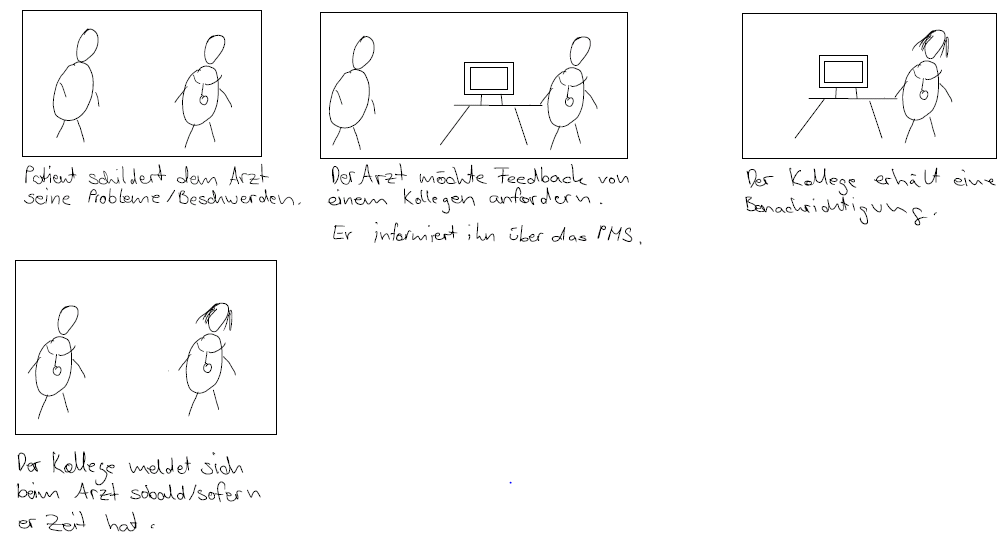 Patient schildert dem Arzt
seine Probleme/Beschwerden.
Der Arzt möchte Feedback von
einem Kollegen anfordern.
Er informiert ihn über das PMS.
Der Kollege erhält eine
Benachrichtigung.
Der Kollege meldet sich
beim Arzt sobald/sofern
er Zeit hat.